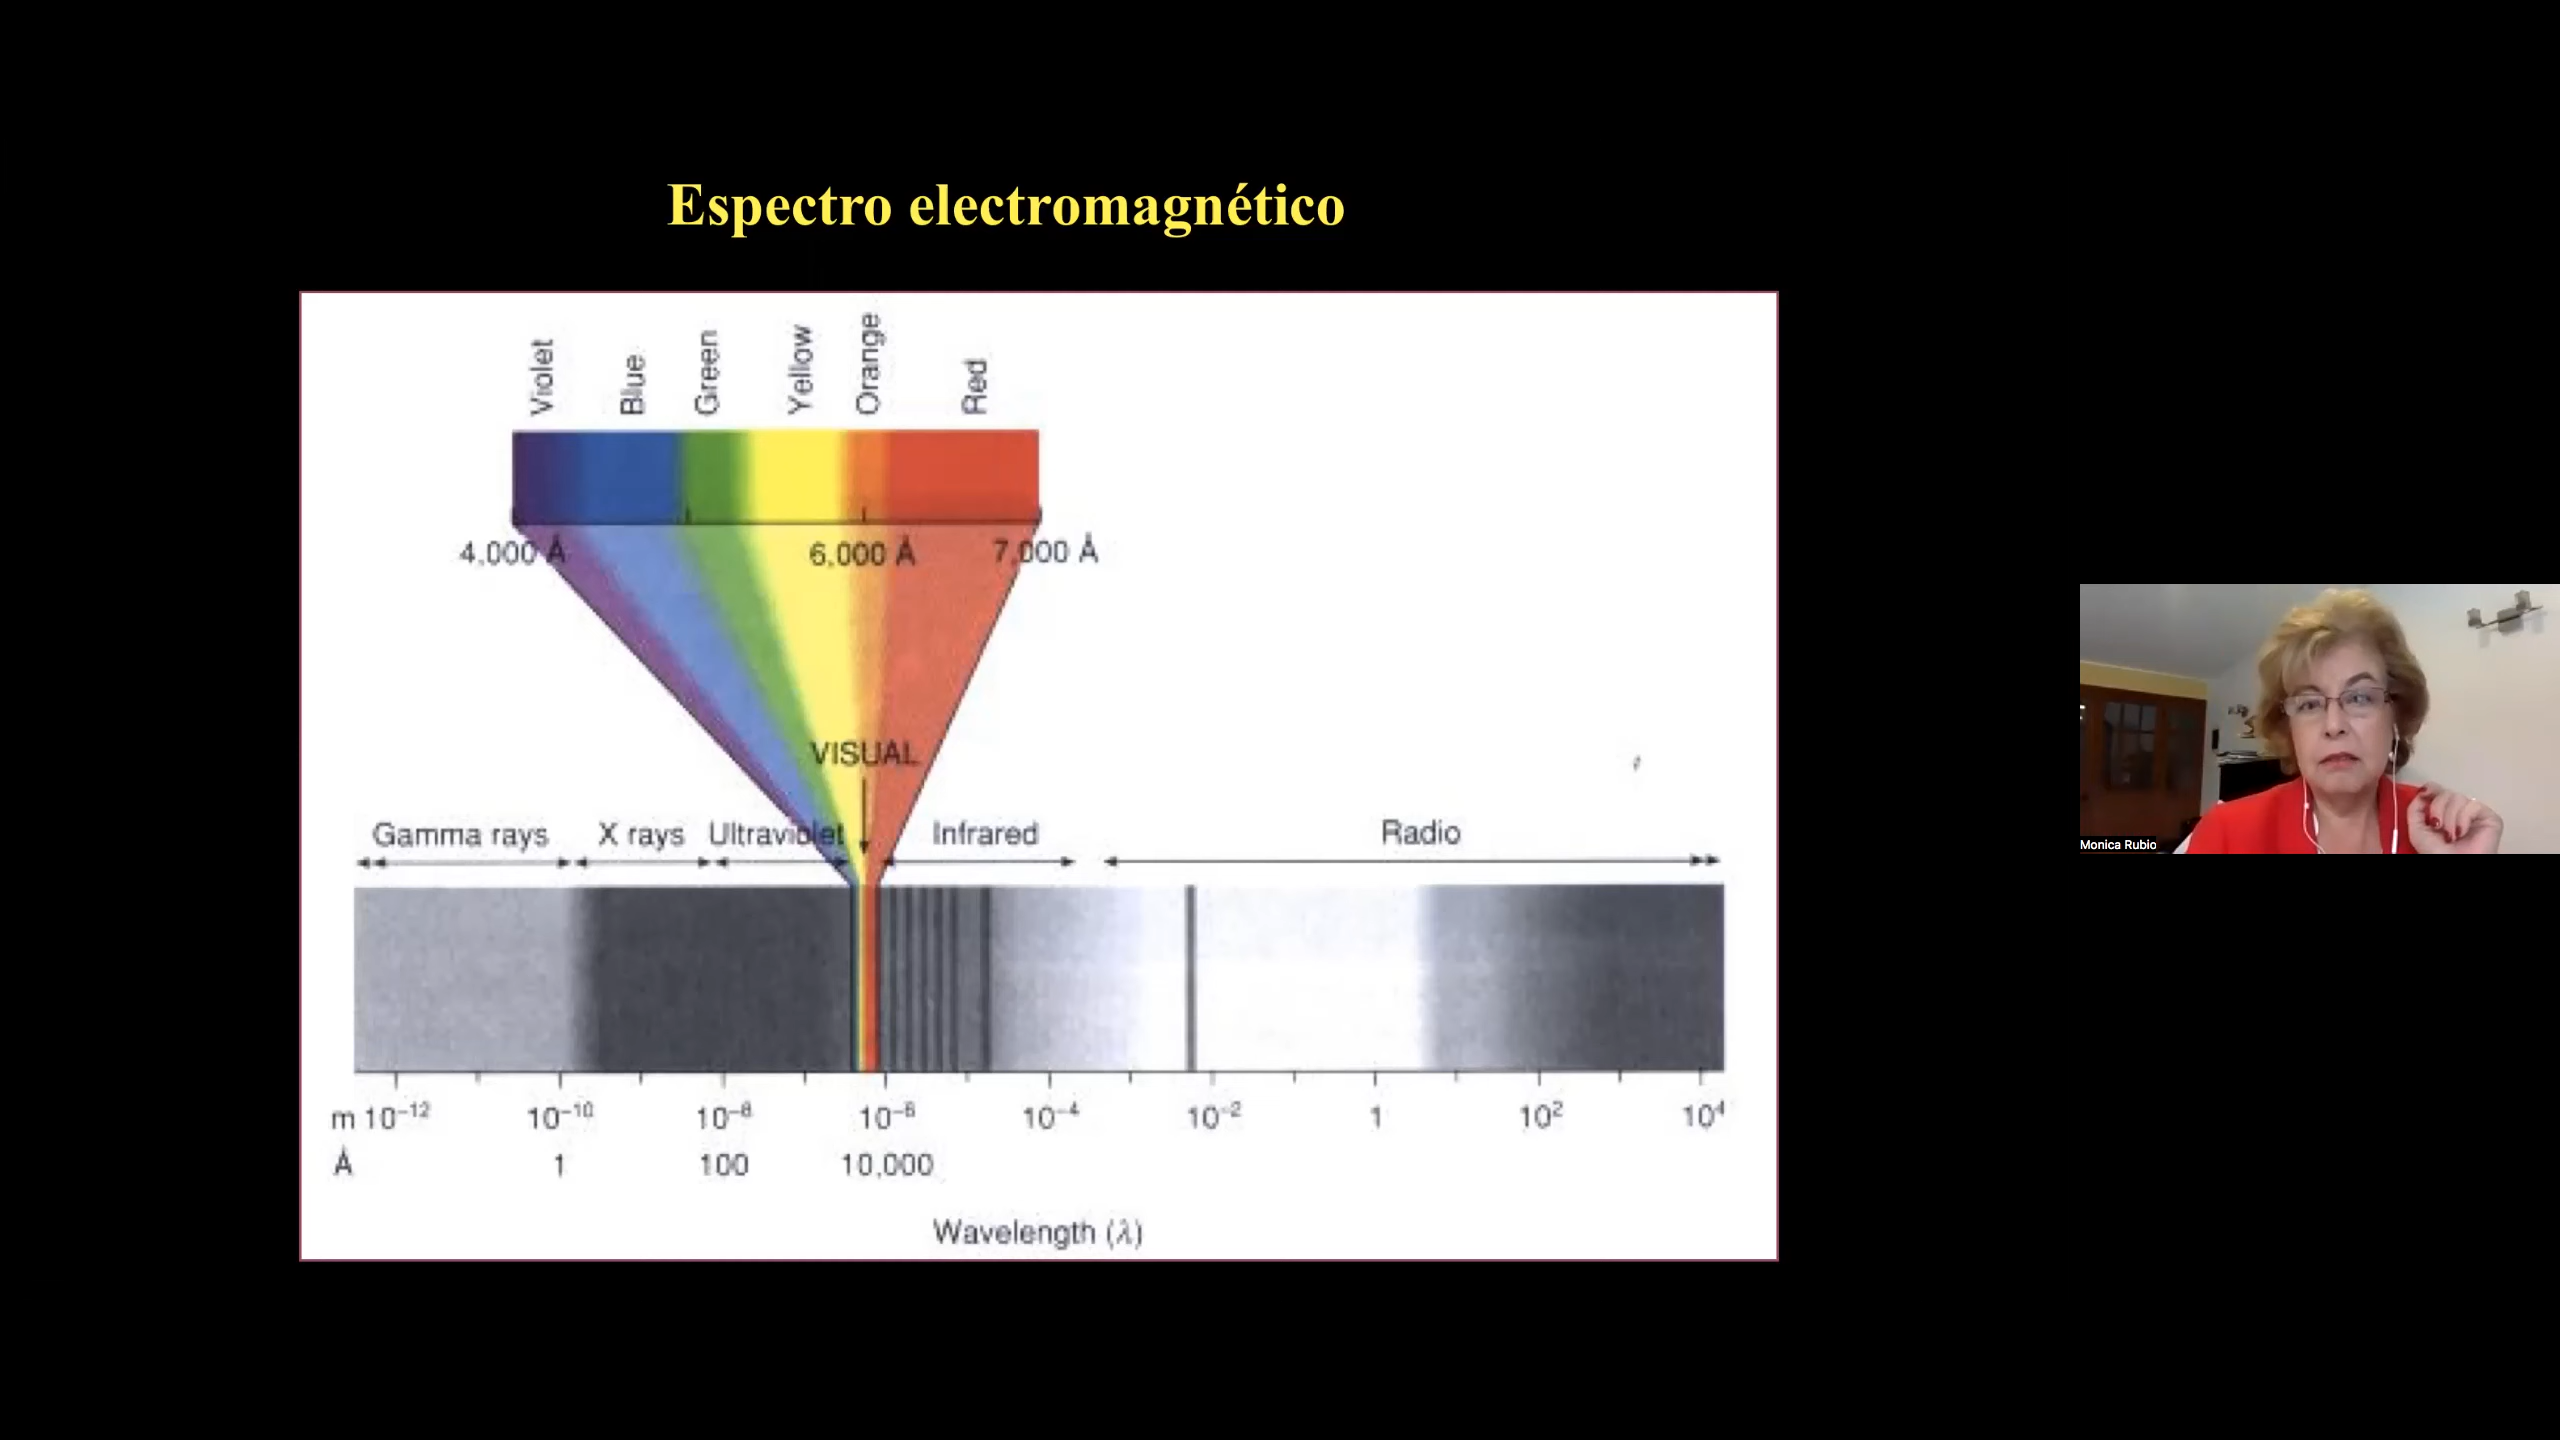 Espectro electromagnético
Violet
Blue
Green
Yellow
Orange
Red
4,000 Å
6,000 Å
7,000 Å
VISUAL
Gamma rays
X rays
Ultraviolet
Infrared
Radio
m 10⁻¹² 10⁻¹⁰ 10⁻⁸ 10⁻⁶ 10⁻⁴ 10⁻² 1 10² 10⁴
Å 1 100 10,000
Wavelength (λ)
Monica Rubio